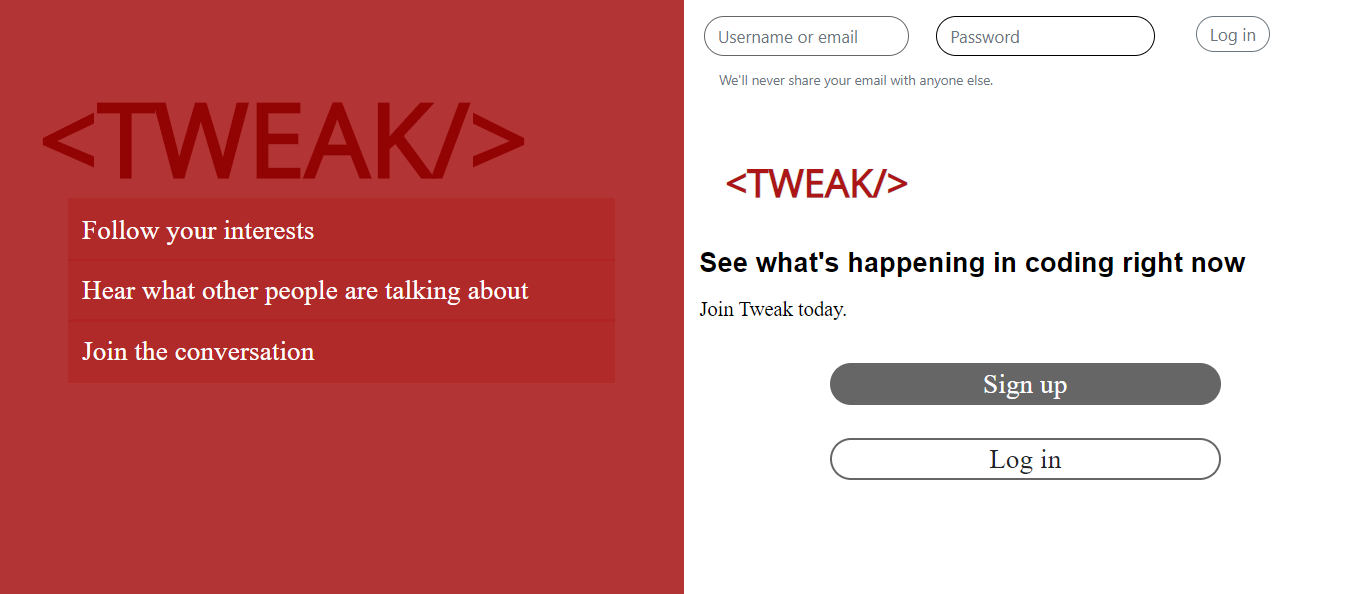 <TWEAK/>
Follow your interests
Hear what other people are talking about
Join the conversation
Username or email
Password
Log in
We'll never share your email with anyone else.
<TWEAK/>
See what's happening in coding right now
Join Tweak today.
Sign up
Log in